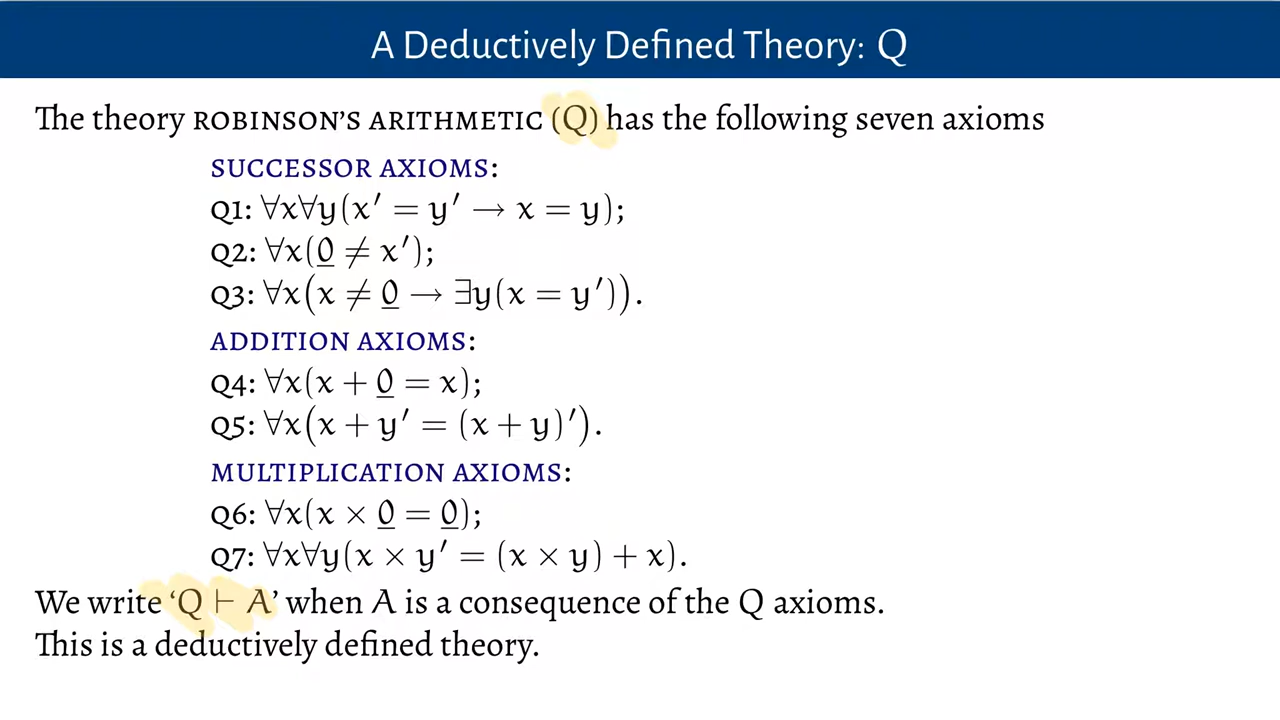 A Deductively Defined Theory: Q
The theory ROBINSON'S ARITHMETIC (Q) has the following seven axioms
SUCCESSOR AXIOMS:
Q1: ∀x∀y(x′ = y′ → x = y);
Q2: ∀x(0̲ ≠ x′);
Q3: ∀x(x ≠ 0̲ → ∃y(x = y′)).
ADDITION AXIOMS:
Q4: ∀x(x + 0̲ = x);
Q5: ∀x(x + y′ = (x + y)′).
MULTIPLICATION AXIOMS:
Q6: ∀x(x × 0̲ = 0̲);
Q7: ∀x∀y(x × y′ = (x × y) + x).
We write ‘Q ⊢ A’ when A is a consequence of the Q axioms.
This is a deductively defined theory.